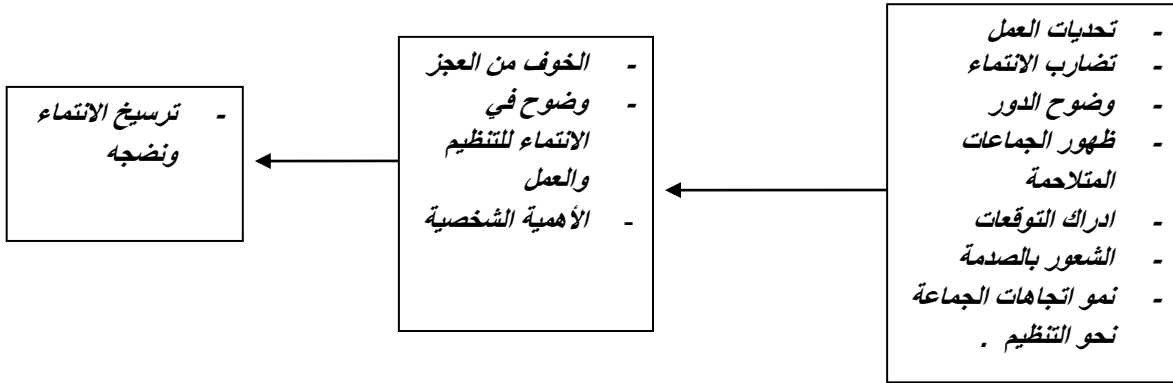 - تحديات العمل
- تضارب الانتماء
- وضوح الدور
- ظهور الجماعات
المتلاحمة
- ادراك التوقعات
- الشعور بالصدمة
- نمو اتجاهات الجماعة
نحو التنظيم .
- الخوف من العجز
- وضوح في
الانتماء للتنظيم
والعمل
- الأهمية الشخصية
- ترسيخ الانتماء
ونضجه